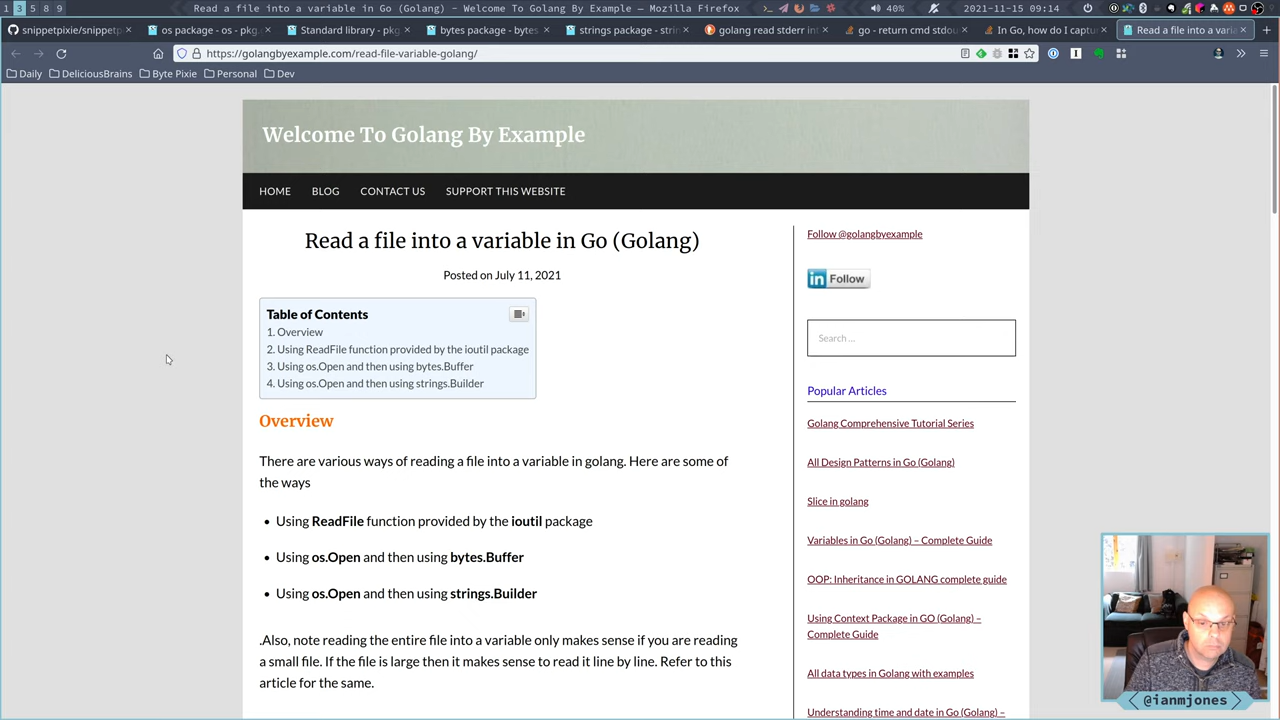 1 3 5 8 9
Read a file into a variable in Go (Golang) - Welcome To Golang By Example — Mozilla Firefox
40%
2021-11-15 09:14
snippetpixie/snippetp
os package - os - pkg.
Standard library - pkg
bytes package - bytes
strings package - strin
golang read stderr int
go - return cmd stdou
In Go, how do I captur
Read a file into a varia
https://golangbyexample.com/read-file-variable-golang/
Daily
DeliciousBrains
Byte Pixie
Personal
Dev
Welcome To Golang By Example
HOME
BLOG
CONTACT US
SUPPORT THIS WEBSITE
Read a file into a variable in Go (Golang)
Posted on July 11, 2021
Table of Contents
1. Overview
2. Using ReadFile function provided by the ioutil package
3. Using os.Open and then using bytes.Buffer
4. Using os.Open and then using strings.Builder
Overview
There are various ways of reading a file into a variable in golang. Here are some of
the ways
• Using ReadFile function provided by the ioutil package
• Using os.Open and then using bytes.Buffer
• Using os.Open and then using strings.Builder
.Also, note reading the entire file into a variable only makes sense if you are reading
a small file. If the file is large then it makes sense to read it line by line. Refer to this
article for the same.
Follow @golangbyexample
in Follow
Search ...
Popular Articles
Golang Comprehensive Tutorial Series
All Design Patterns in Go (Golang)
Slice in golang
Variables in Go (Golang) – Complete Guide
OOP: Inheritance in GOLANG complete guide
Using Context Package in GO (Golang) –
Complete Guide
All data types in Golang with examples
Understanding time and date in Go (Golang) –
@ianmjones